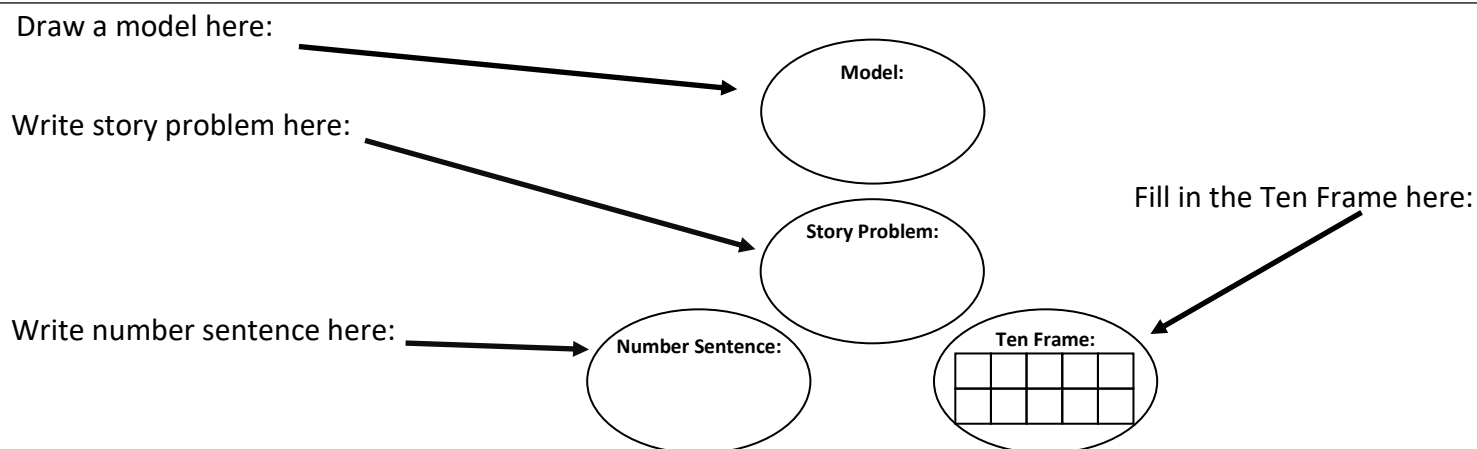 Draw a model here:
Model:
Write story problem here:
Fill in the Ten Frame here:
Story Problem:
Write number sentence here:
Number Sentence:
Ten Frame: